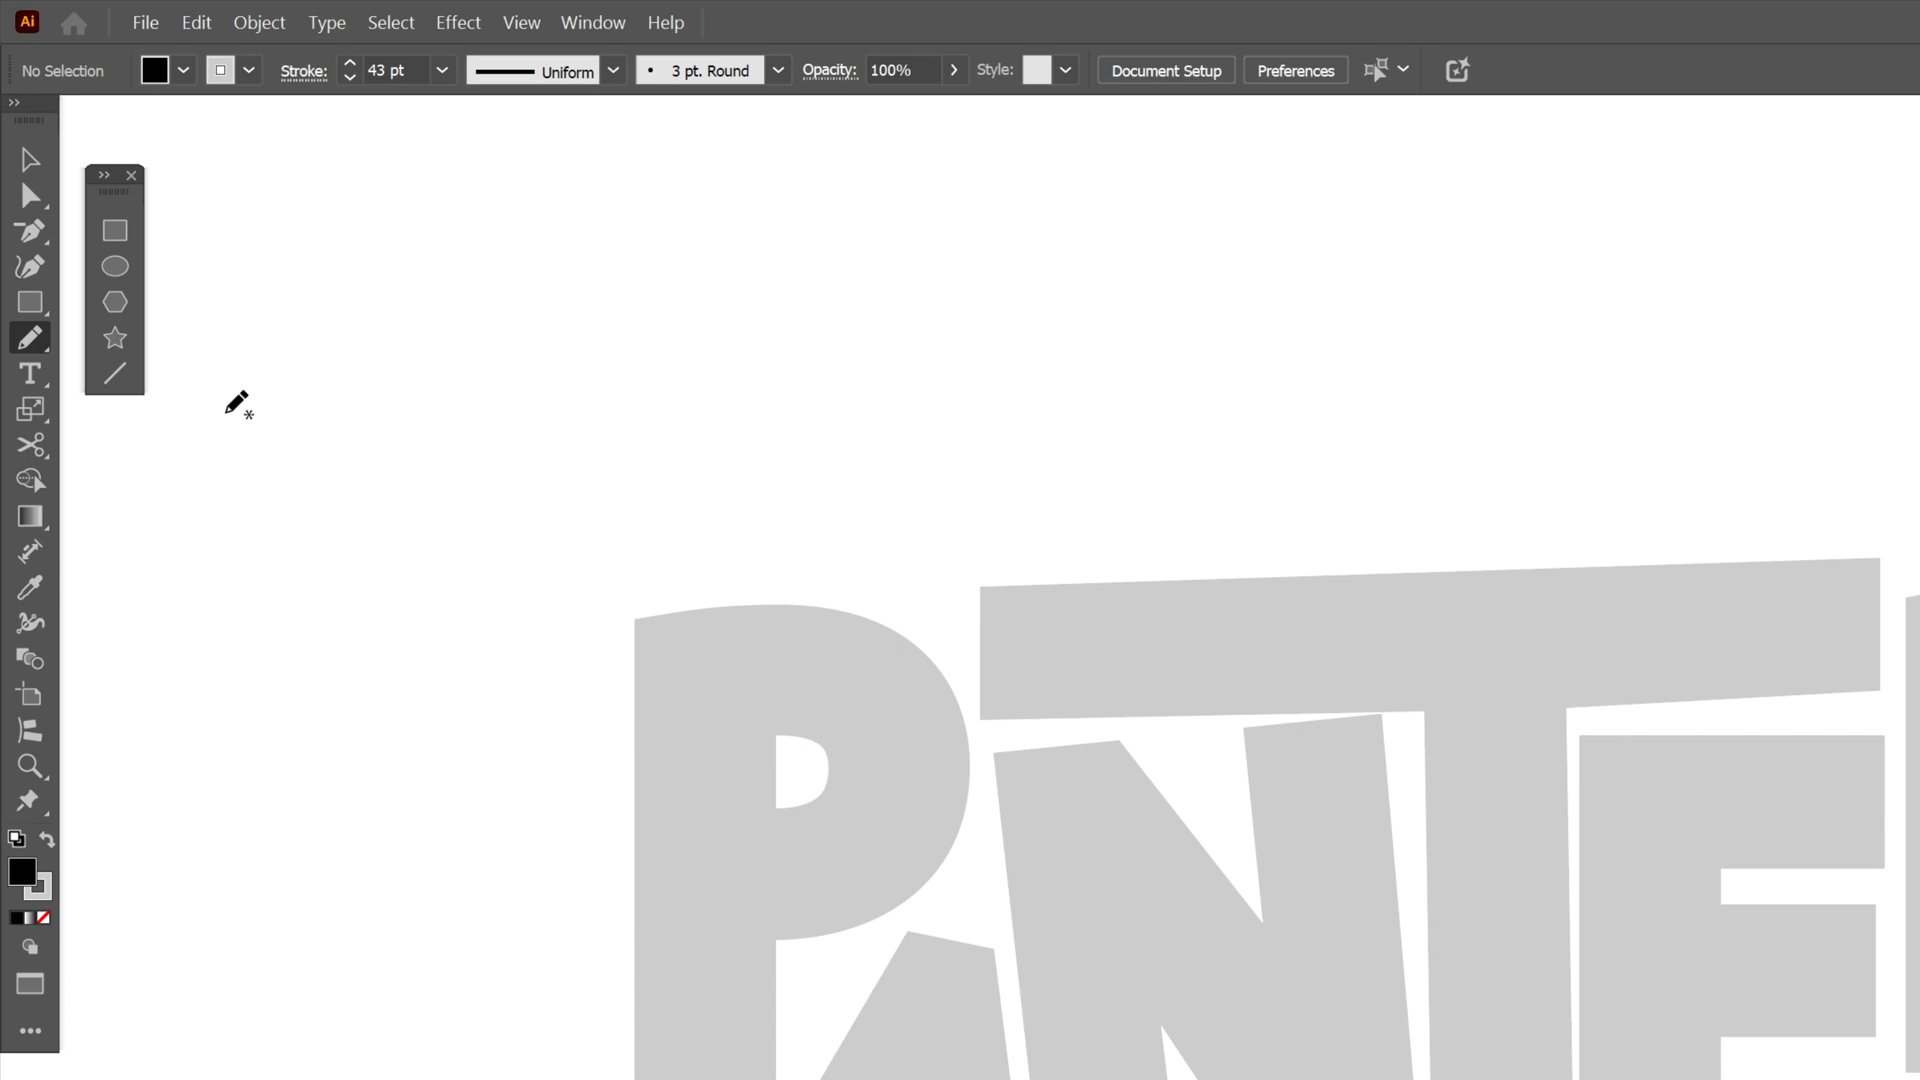 Ai File Edit Object Type Select Effect View Window Help
No Selection Stroke: 43 pt Uniform 3 pt. Round Opacity: 100% Style: Document Setup Preferences
PANTE